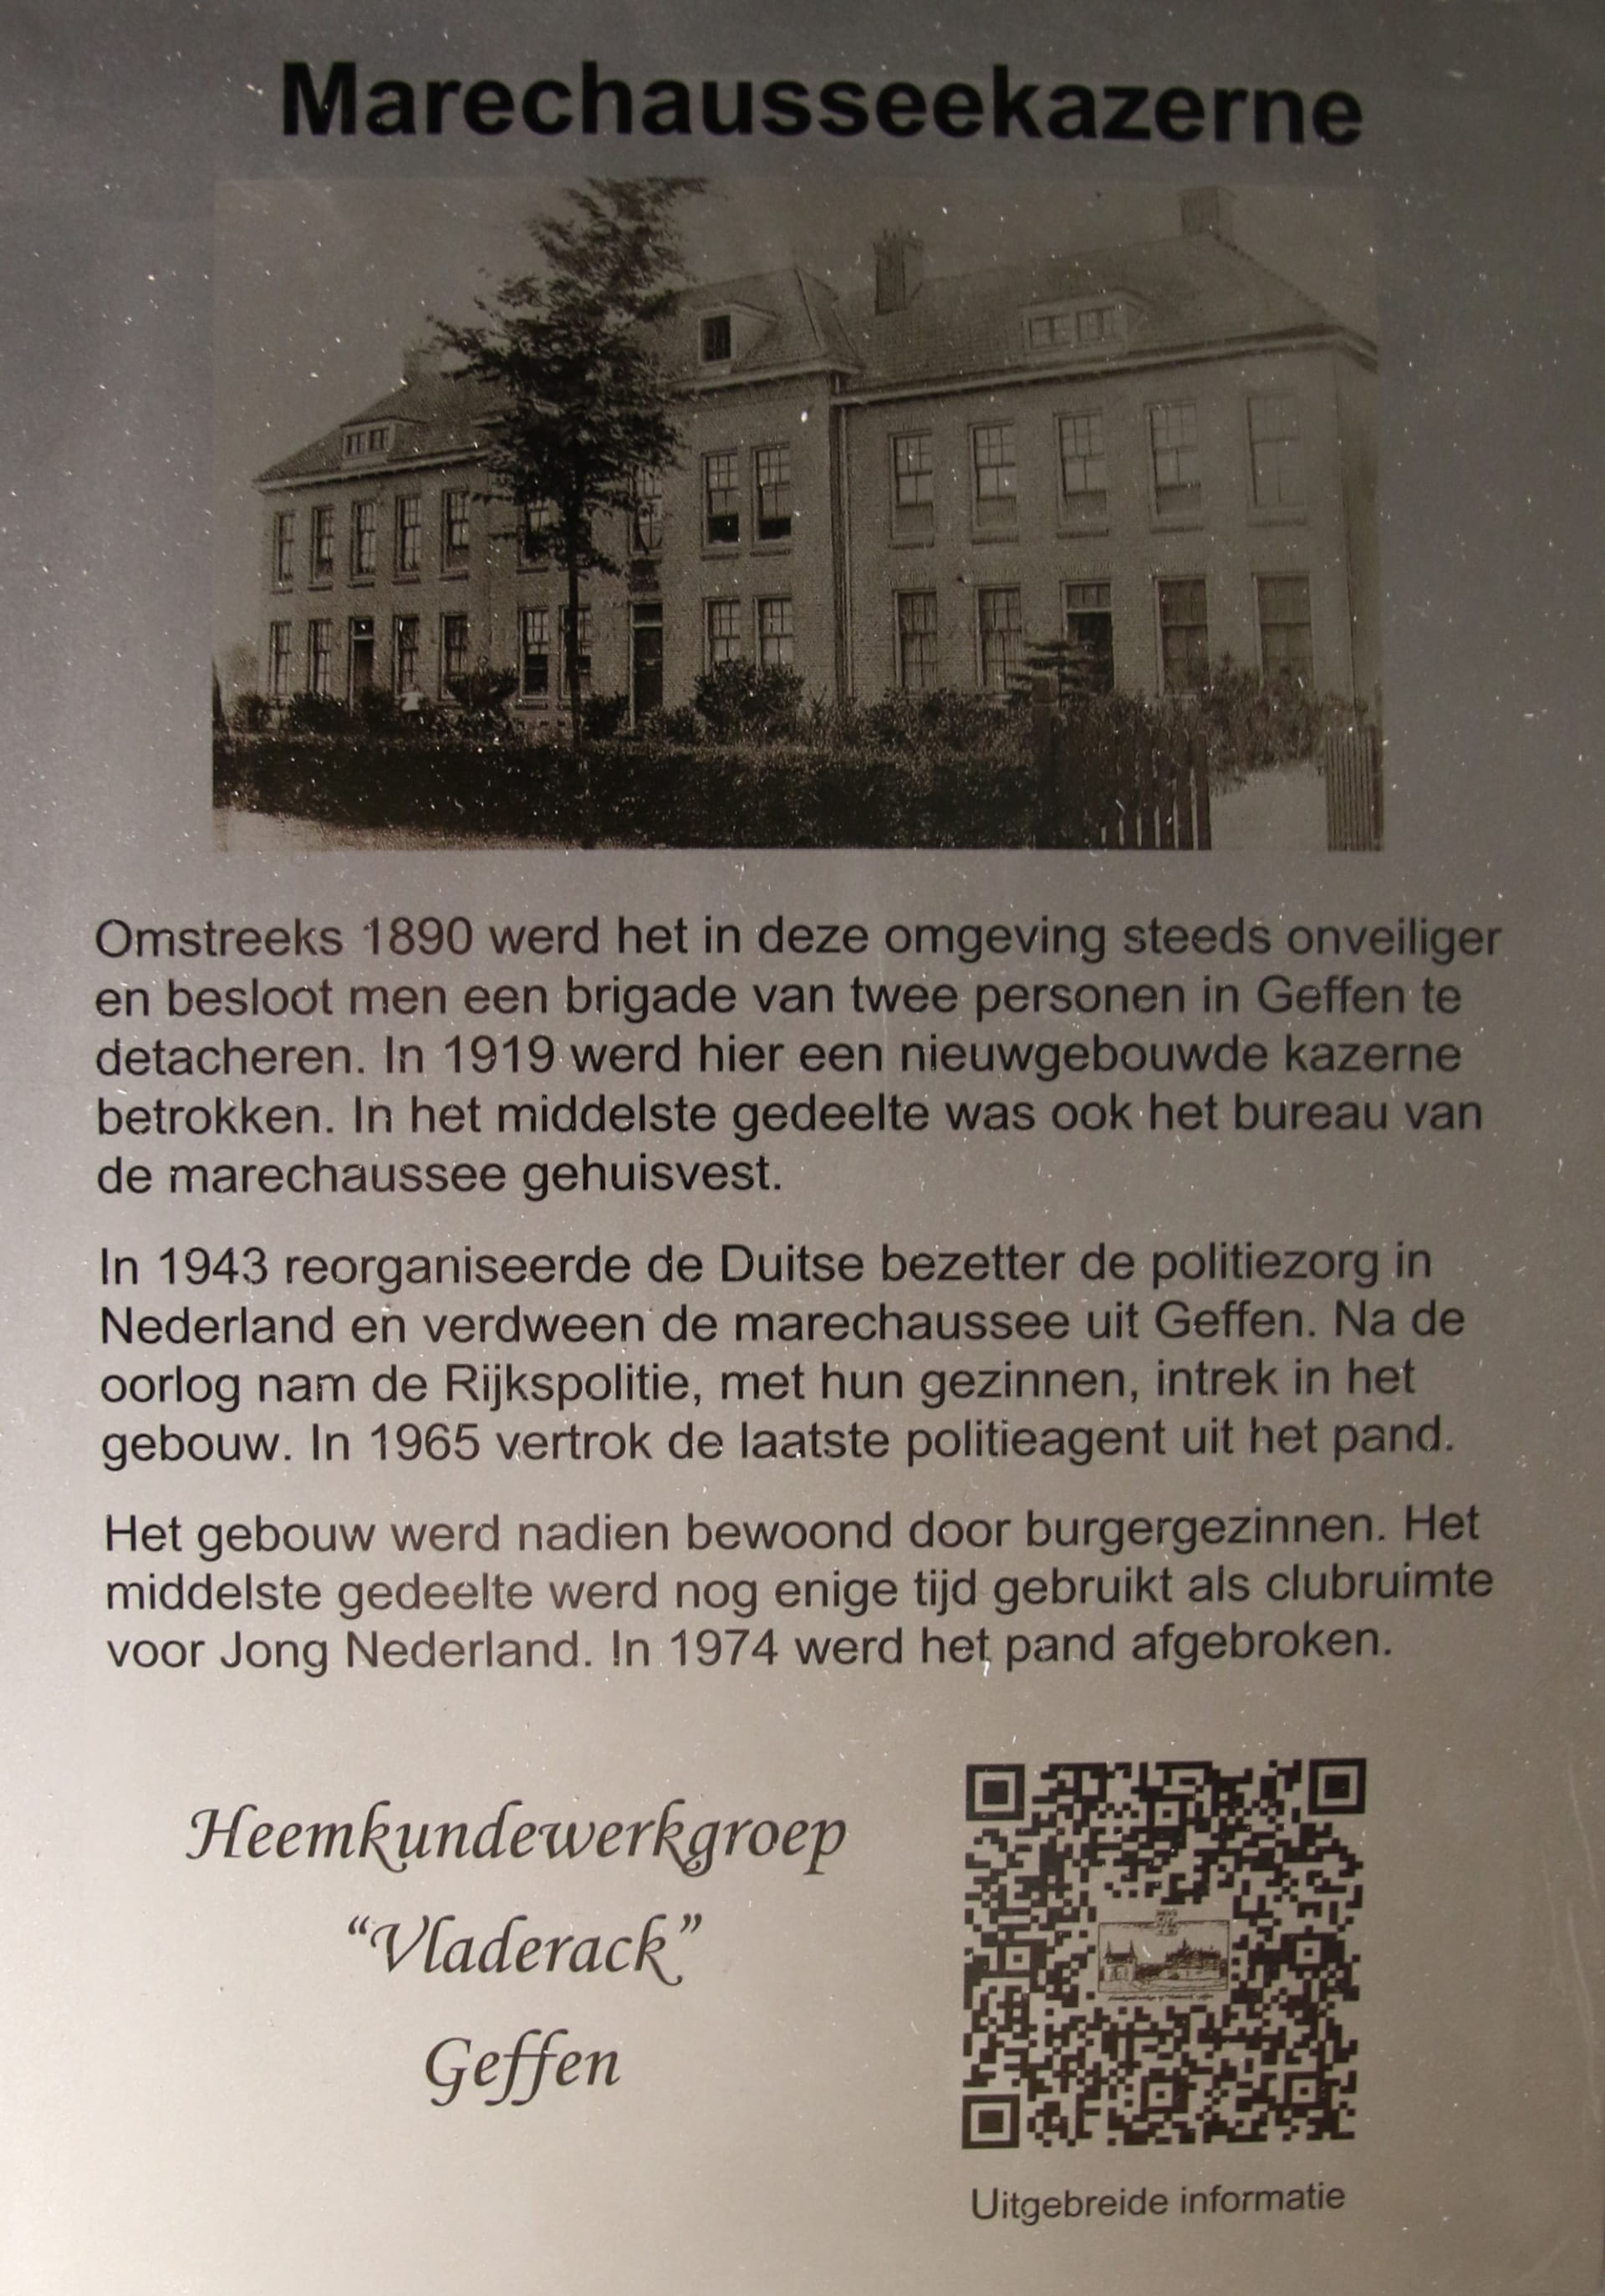 Marechausseekazerne
Omstreeks 1890 werd het in deze omgeving steeds onveiliger
en besloot men een brigade van twee personen in Geffen te
detacheren. In 1919 werd hier een nieuwgebouwde kazerne
betrokken. In het middelste gedeelte was ook het bureau van
de marechaussee gehuisvest.
In 1943 reorganiseerde de Duitse bezetter de politiezorg in
Nederland en verdween de marechaussee uit Geffen. Na de
oorlog nam de Rijkspolitie, met hun gezinnen, intrek in het
gebouw. In 1965 vertrok de laatste politieagent uit het pand.
Het gebouw werd nadien bewoond door burgergezinnen. Het
middelste gedeelte werd nog enige tijd gebruikt als clubruimte
voor Jong Nederland. In 1974 werd het pand afgebroken.
Heemkundewerkgroep
“Vladerack”
Geffen
Uitgebreide informatie